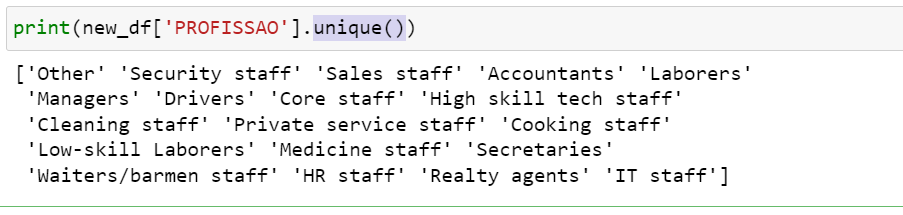 print(new_df['PROFISSAO'].unique())
['Other' 'Security staff' 'Sales staff' 'Accountants' 'Laborers'
'Managers' 'Drivers' 'Core staff' 'High skill tech staff'
'Cleaning staff' 'Private service staff' 'Cooking staff'
'Low-skill Laborers' 'Medicine staff' 'Secretaries'
'Waiters/barmen staff' 'HR staff' 'Realty agents' 'IT staff']